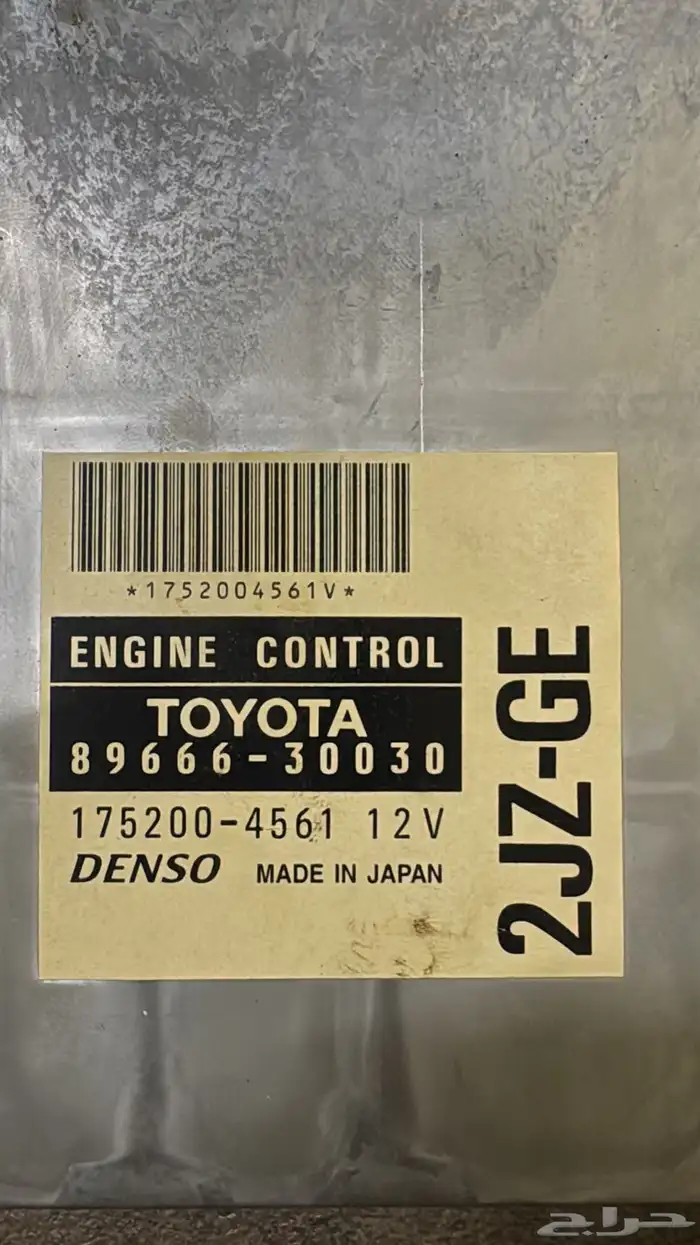 *1752004561V*
ENGINE CONTROL
TOYOTA
89666-30030
175200-4561 12V
DENSO MADE IN JAPAN
2JZ-GE
حراج